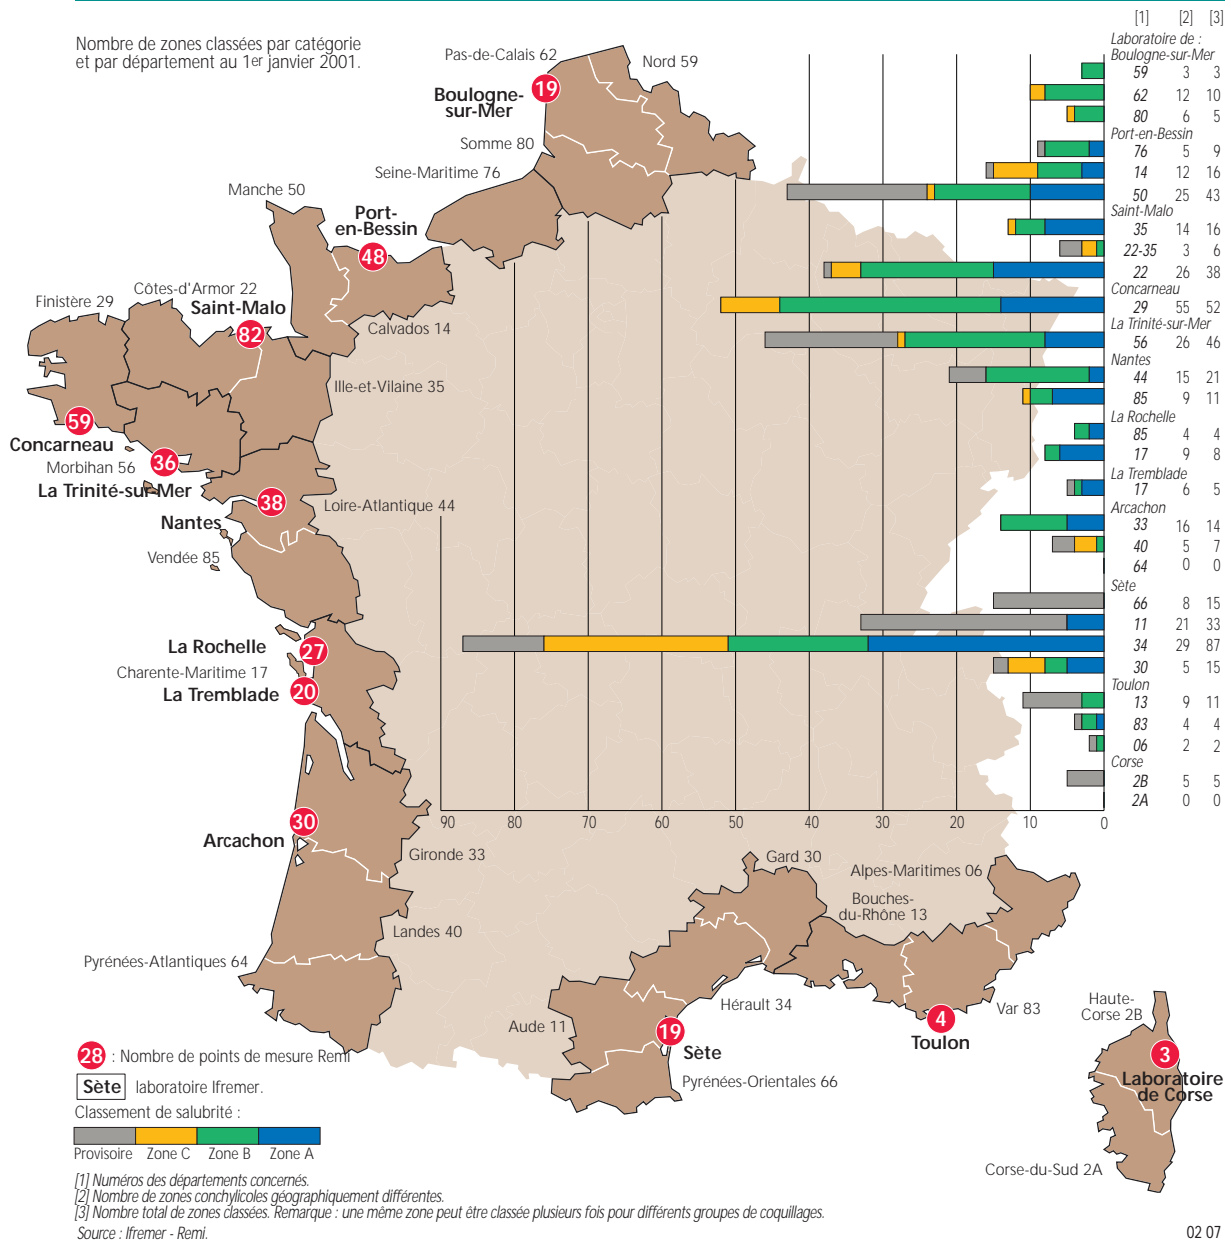 Nombre de zones classées par catégorie
et par département au 1er janvier 2001.
Pas-de-Calais 62
Nord 59
Boulogne-
sur-Mer
19
Somme 80
Seine-Maritime 76
Manche 50
Port-
en-Bessin
48
Côtes-d'Armor 22
Finistère 29
Saint-Malo
82
Calvados 14
Ille-et-Vilaine 35
59
Concarneau
Morbihan 56
36
La Trinité-sur-Mer
38
Loire-Atlantique 44
Nantes
Vendée 85
La Rochelle
27
Charente-Maritime 17
La Tremblade
20
30
Arcachon
Gironde 33
Landes 40
Pyrénées-Atlantiques 64
Gard 30
Alpes-Maritimes 06
Bouches-
du-Rhône 13
Hérault 34
Aude 11
19
Sète
Pyrénées-Orientales 66
Var 83
4
Toulon
Haute-
Corse 2B
3
Laboratoire
de Corse
Corse-du-Sud 2A
[1] [2] [3]
Laboratoire de :
Boulogne-sur-Mer
59 3 3
62 12 10
80 6 5
Port-en-Bessin
76 5 9
14 12 16
50 25 43
Saint-Malo
35 14 16
22-35 3 6
22 26 38
Concarneau
29 55 52
La Trinité-sur-Mer
56 26 46
Nantes
44 15 21
85 9 11
La Rochelle
85 4 4
17 9 8
La Tremblade
17 6 5
Arcachon
33 16 14
40 5 7
64 0 0
Sète
66 8 15
11 21 33
34 29 87
30 5 15
Toulon
13 9 11
83 4 4
06 2 2
Corse
2B 5 5
2A 0 0
90 80 70 60 50 40 30 20 10 0
28 : Nombre de points de mesure Remi
Sète laboratoire Ifremer.
Classement de salubrité :
Provisoire Zone C Zone B Zone A
[1] Numéros des départements concernés.
[2] Nombre de zones conchylicoles géographiquement différentes.
[3] Nombre total de zones classées. Remarque : une même zone peut être classée plusieurs fois pour différents groupes de coquillages.
Source : Ifremer - Remi.
02 07